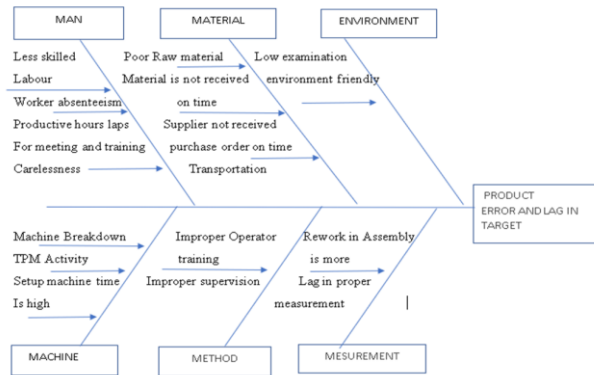 MAN
MATERIAL
ENVIRONMENT
Less skilled
Labour
Worker absenteeism
Productive hours laps
For meeting and training
Carelessness
Poor Raw material
Material is not received
on time
Supplier not received
purchase order on time
Transportation
Low examination
environment friendly
PRODUCT
ERROR AND LAG IN
TARGET
Machine Breakdown
TPM Activity
Setup machine time
Is high
Improper Operator
training
Improper supervision
Rework in Assembly
is more
Lag in proper
measurement
MACHINE
METHOD
MESUREMENT